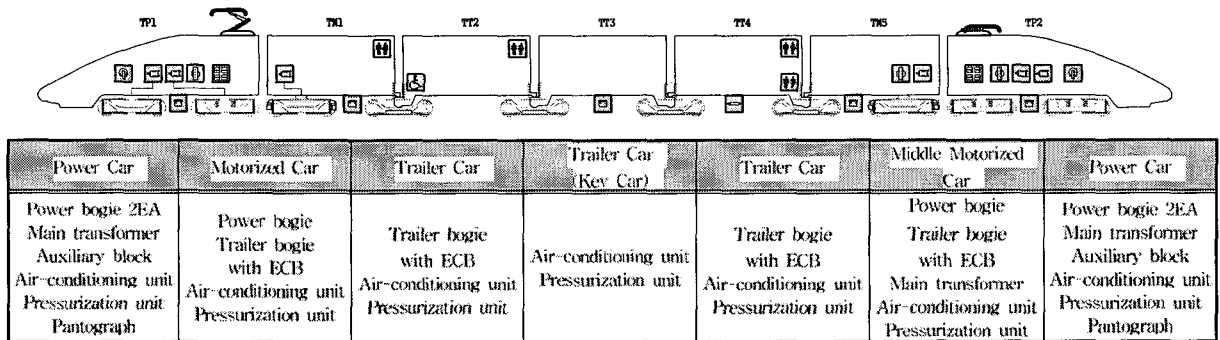 TP1 TM1 TT2 TT3 TT4 TM5 TP2
Power Car
Motorized Car
Trailer Car
Trailer Car
(Key Car)
Trailer Car
Middle Motorized
Car
Power Car
Power bogie 2EA
Main transformer
Auxiliary block
Air-conditioning unit
Pressurization unit
Pantograph
Power bogie
Trailer bogie
with ECB
Air-conditioning unit
Pressurization unit
Trailer bogie
with ECB
Air-conditioning unit
Pressurization unit
Air-conditioning unit
Pressurization unit
Trailer bogie
with ECB
Air-conditioning unit
Pressurization unit
Power bogie
Trailer bogie
with ECB
Main transformer
Air-conditioning unit
Pressurization unit
Power bogie 2EA
Main transformer
Auxiliary block
Air-conditioning unit
Pressurization unit
Pantograph